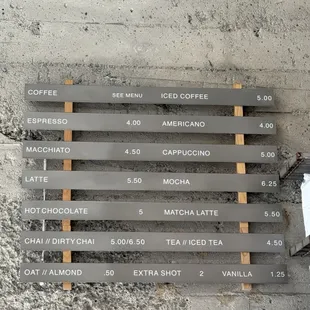 COFFEE SEE MENU ICED COFFEE 5.00
ESPRESSO 4.00 AMERICANO 4.00
MACCHIATO 4.50 CAPPUCCINO 5.00
LATTE 5.50 MOCHA 6.25
HOT CHOCOLATE 5 MATCHA LATTE 5.50
CHAI // DIRTY CHAI 5.00/6.50 TEA // ICED TEA 4.50
OAT // ALMOND .50 EXTRA SHOT 2 VANILLA 1.25